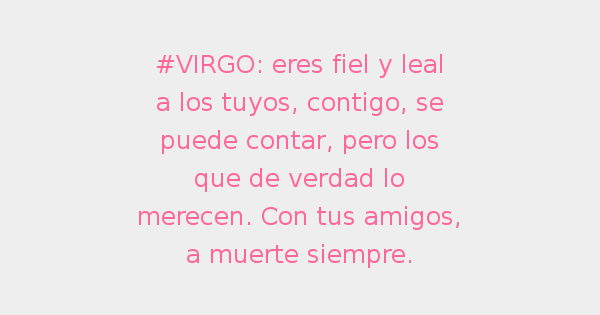 #VIRGO: eres fiel y leal
a los tuyos, contigo, se
puede contar, pero los
que de verdad lo
merecen. Con tus amigos,
a muerte siempre.